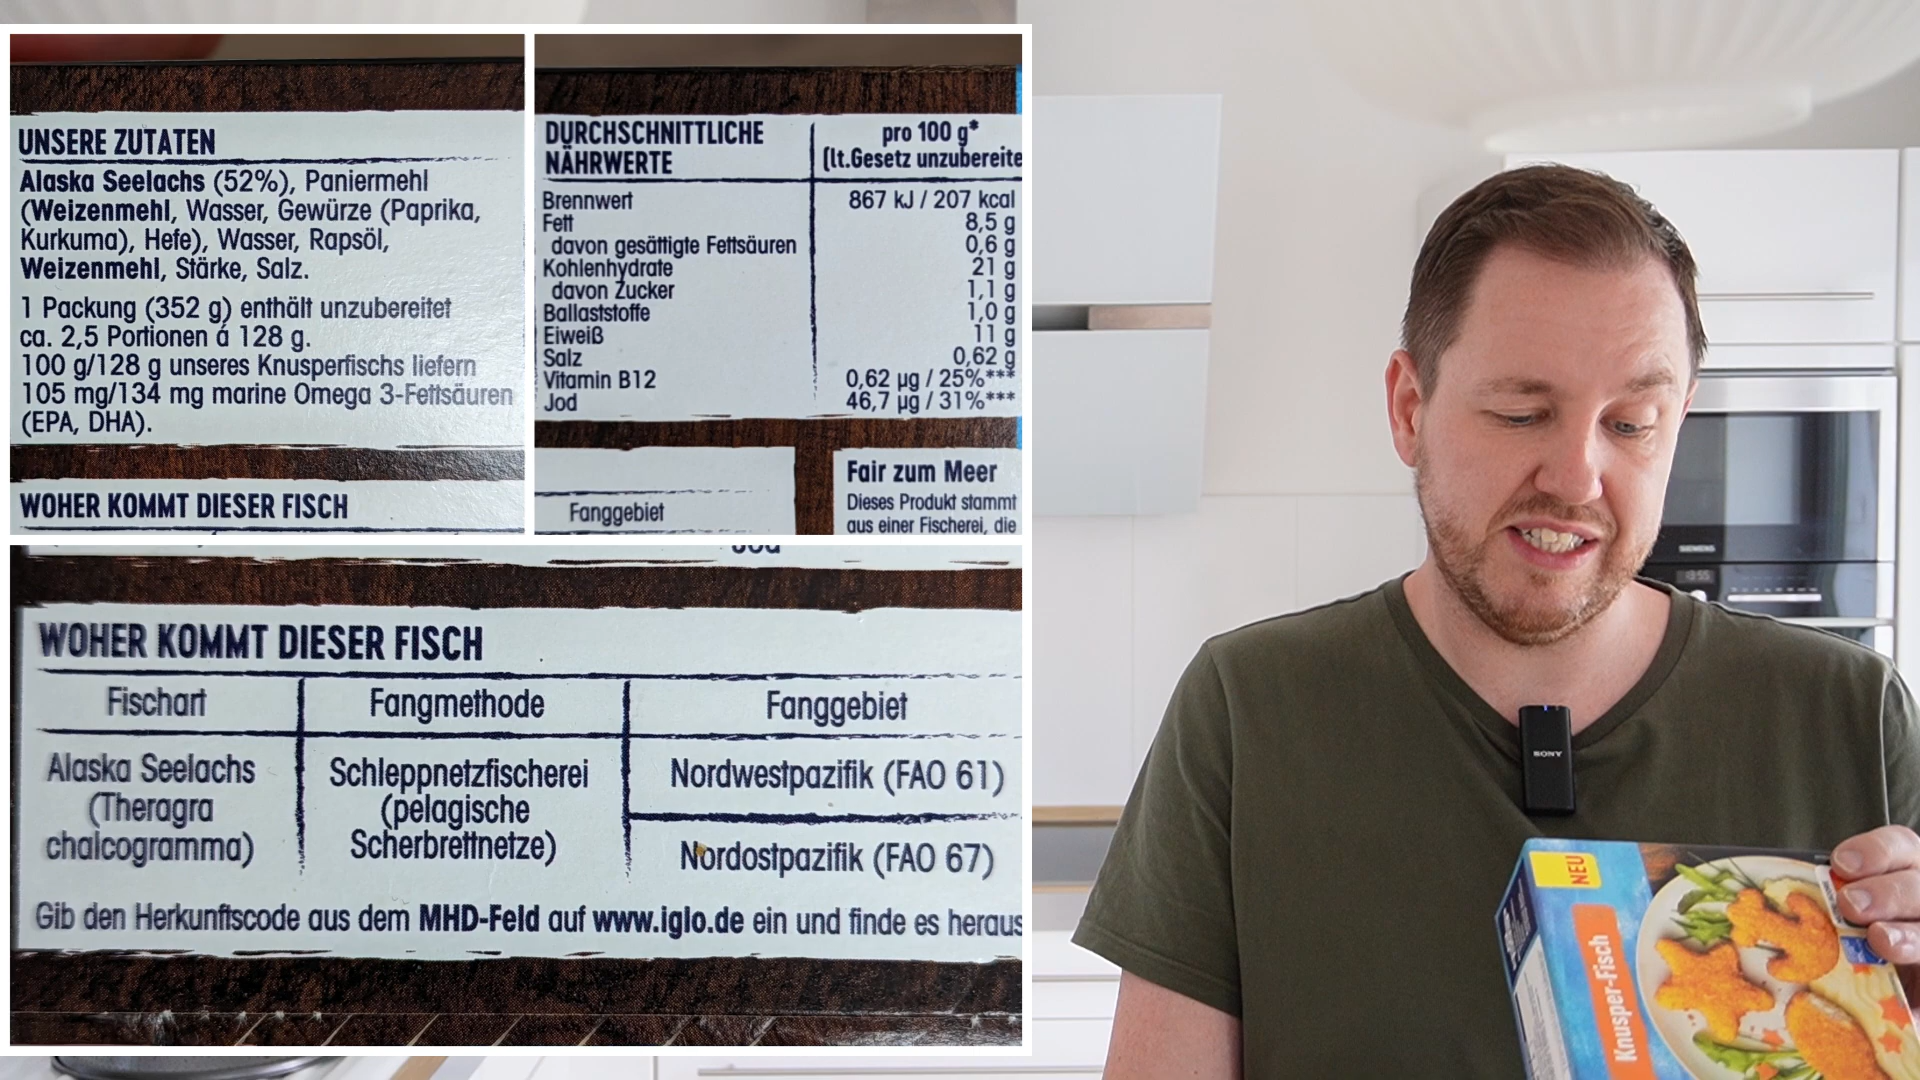 UNSERE ZUTATEN
Alaska Seelachs (52%), Paniermehl
(Weizenmehl, Wasser, Gewürze (Paprika,
Kurkuma), Hefe), Wasser, Rapsöl,
Weizenmehl, Stärke, Salz.
1 Packung (352 g) enthält unzubereitet
ca. 2,5 Portionen á 128 g.
100 g/128 g unseres Knusperfischs liefern
105 mg/134 mg marine Omega 3-Fettsäuren
(EPA, DHA).
WOHER KOMMT DIESER FISCH
DURCHSCHNITTLICHE NÄHRWERTE
pro 100 g*
(lt.Gesetz unzubereite
Brennwert 867 kJ / 207 kcal
Fett 8,5 g
davon gesättigte Fettsäuren 0,6 g
Kohlenhydrate 21 g
davon Zucker 1,1 g
Ballaststoffe 1,0 g
Eiweiß 11 g
Salz 0,62 g
Vitamin B12 0,62 µg / 25%***
Jod 46,7 µg / 31%***
Fanggebiet
Fair zum Meer
Dieses Produkt stammt
aus einer Fischerei, die
Jod
WOHER KOMMT DIESER FISCH
Fischart Fangmethode Fanggebiet
Alaska Seelachs
(Theragra
chalcogramma)
Schleppnetzfischerei
(pelagische
Scherbrettnetze)
Nordwestpazifik (FAO 61)
Nordostpazifik (FAO 67)
Gib den Herkunftscode aus dem MHD-Feld auf www.iglo.de ein und finde es heraus
SIEMENS
13:55
SONY
NEU
Knusper-Fisch